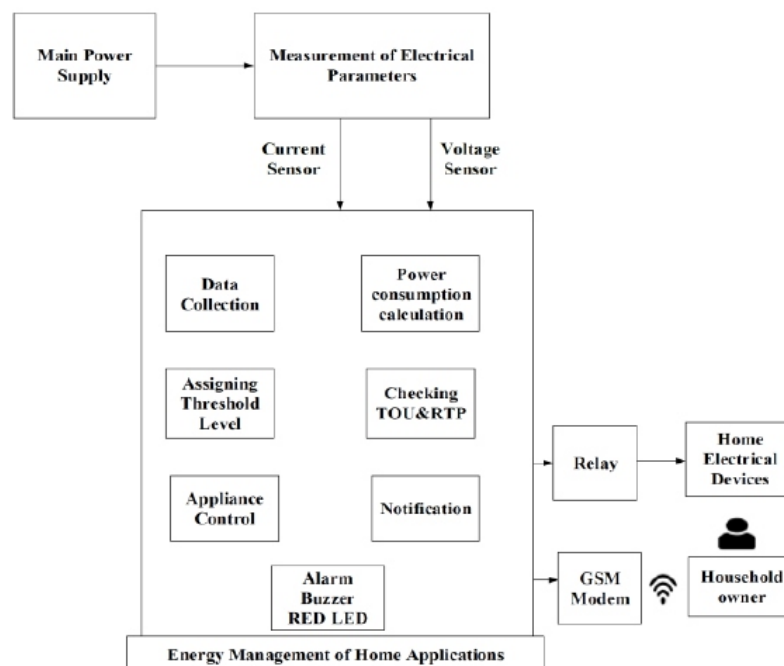 Main Power
Supply
Measurement of Electrical
Parameters
Current
Sensor
Voltage
Sensor
Data
Collection
Power
consumption
calculation
Assigning
Threshold
Level
Checking
TOU&RTP
Appliance
Control
Notification
Alarm
Buzzer
RED LED
Energy Management of Home Applications
Relay
Home
Electrical
Devices
GSM
Modem
Household
owner